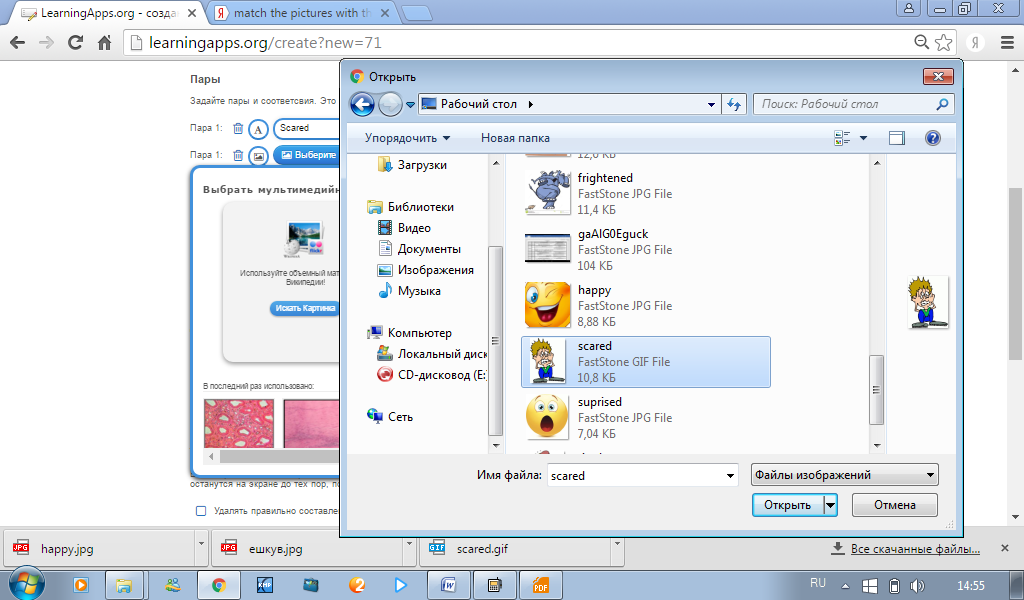 LearningApps.org - созда
match the pictures with th
learningapps.org/create?new=71
Пары
Задайте пары и соответсвия. Это
Пара 1:
A
Scared
Пара 1:
Выберите
Выбрать мультимедийн
Используйте объемный мат
Википедии!
Искать Картинка
В последний раз использовано:
останутся на экране до тех пор, по
Удалять правильно составле
Открыть
Рабочий стол
Поиск: Рабочий стол
Упорядочить
Новая папка
Загрузки
Библиотеки
Видео
Документы
Изображения
Музыка
Компьютер
Локальный диск
CD-дисковод (E:
Сеть
12,0 КБ
frightened
FastStone JPG File
11,4 КБ
gaAIG0Eguck
FastStone JPG File
104 КБ
happy
FastStone JPG File
8,88 КБ
scared
FastStone GIF File
10,8 КБ
suprised
FastStone JPG File
7,04 КБ
Имя файла:
scared
Файлы изображений
Открыть
Отмена
happy.jpg
ешкув.jpg
scared.gif
Все скачанные файлы...
RU
14:55